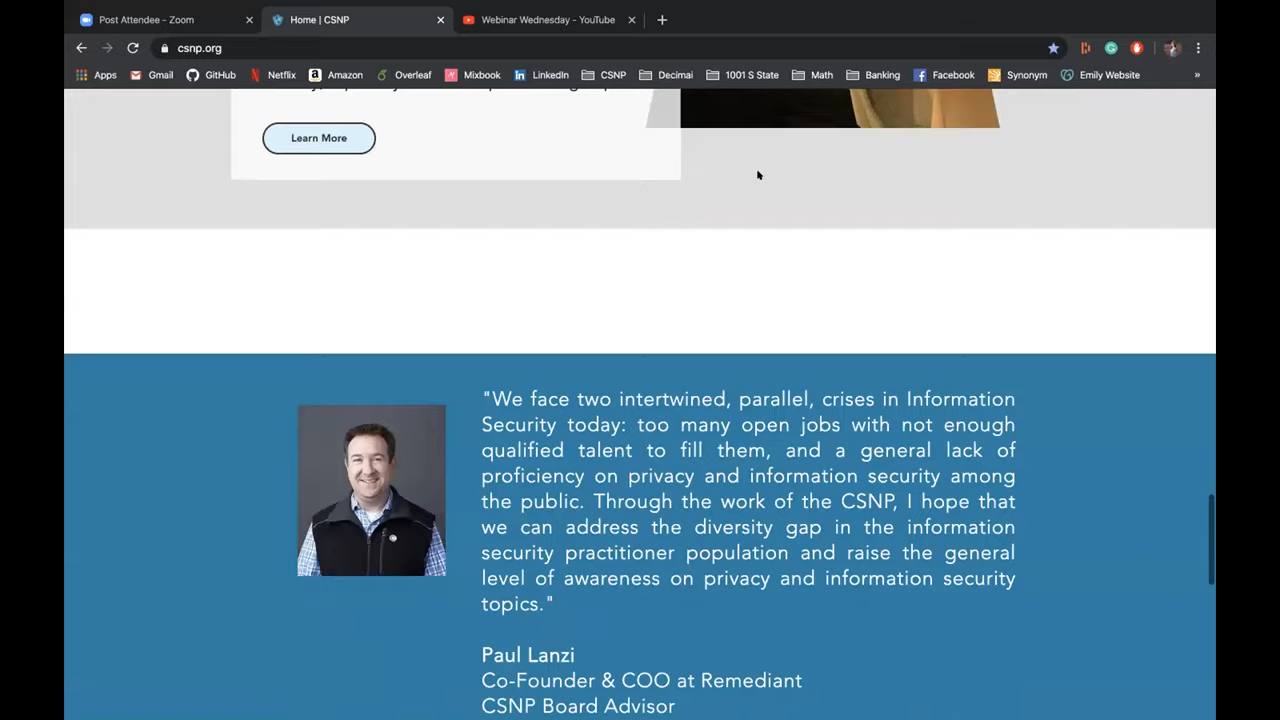 Post Attendee - Zoom
Home | CSNP
Webinar Wednesday - YouTube
csnp.org
Apps Gmail GitHub Netflix Amazon Overleaf Mixbook LinkedIn CSNP Decimai 1001 S State Math Banking Facebook Synonym Emily Website »
Learn More
"We face two intertwined, parallel, crises in Information
Security today: too many open jobs with not enough
qualified talent to fill them, and a general lack of
proficiency on privacy and information security among
the public. Through the work of the CSNP, I hope that
we can address the diversity gap in the information
security practitioner population and raise the general
level of awareness on privacy and information security
topics."
Paul Lanzi
Co-Founder & COO at Remediant
CSNP Board Advisor